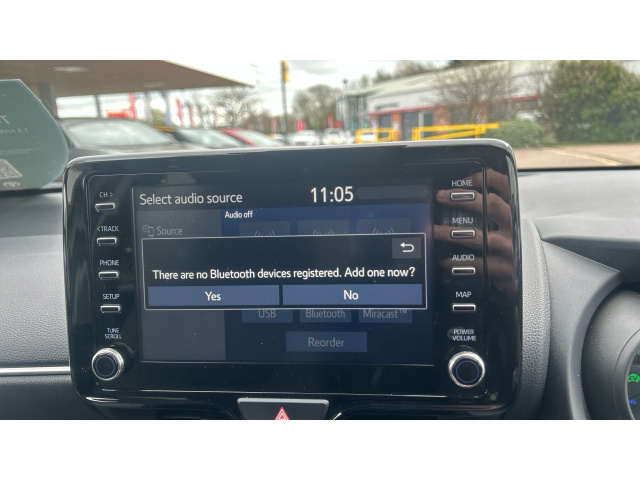 Select audio source
11:05
Audio off
Source
There are no Bluetooth devices registered. Add one now?
Yes
No
USB
Bluetooth
Miracast™
Reorder
CH >
< TRACK
PHONE
SETUP
TUNE
SCROLL
HOME
MENU
AUDIO
MAP
POWER
VOLUME